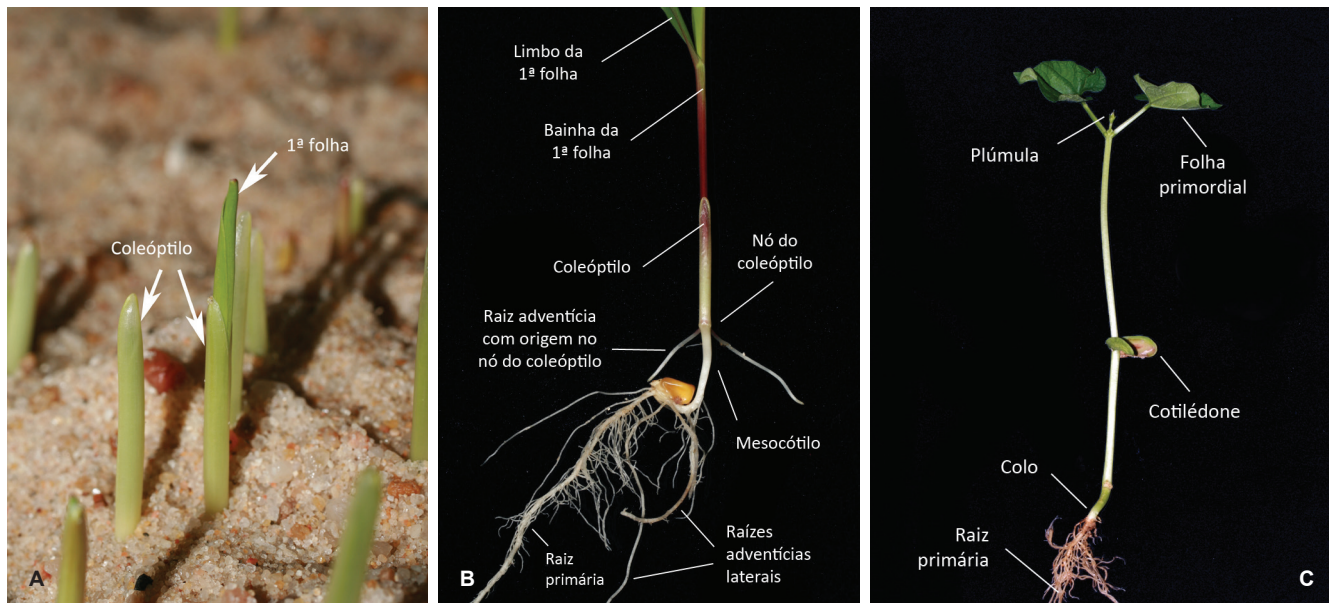 1ª folha
Coleóptilo
A
Limbo da
1ª folha
Bainha da
1ª folha
Coleóptilo
Nó do
coleóptilo
Raiz adventícia
com origem no
nó do coleóptilo
Mesocótilo
Raiz
primária
Raízes
adventícias
laterais
B
Plúmula
Folha
primordial
Cotilédone
Colo
Raiz
primária
C